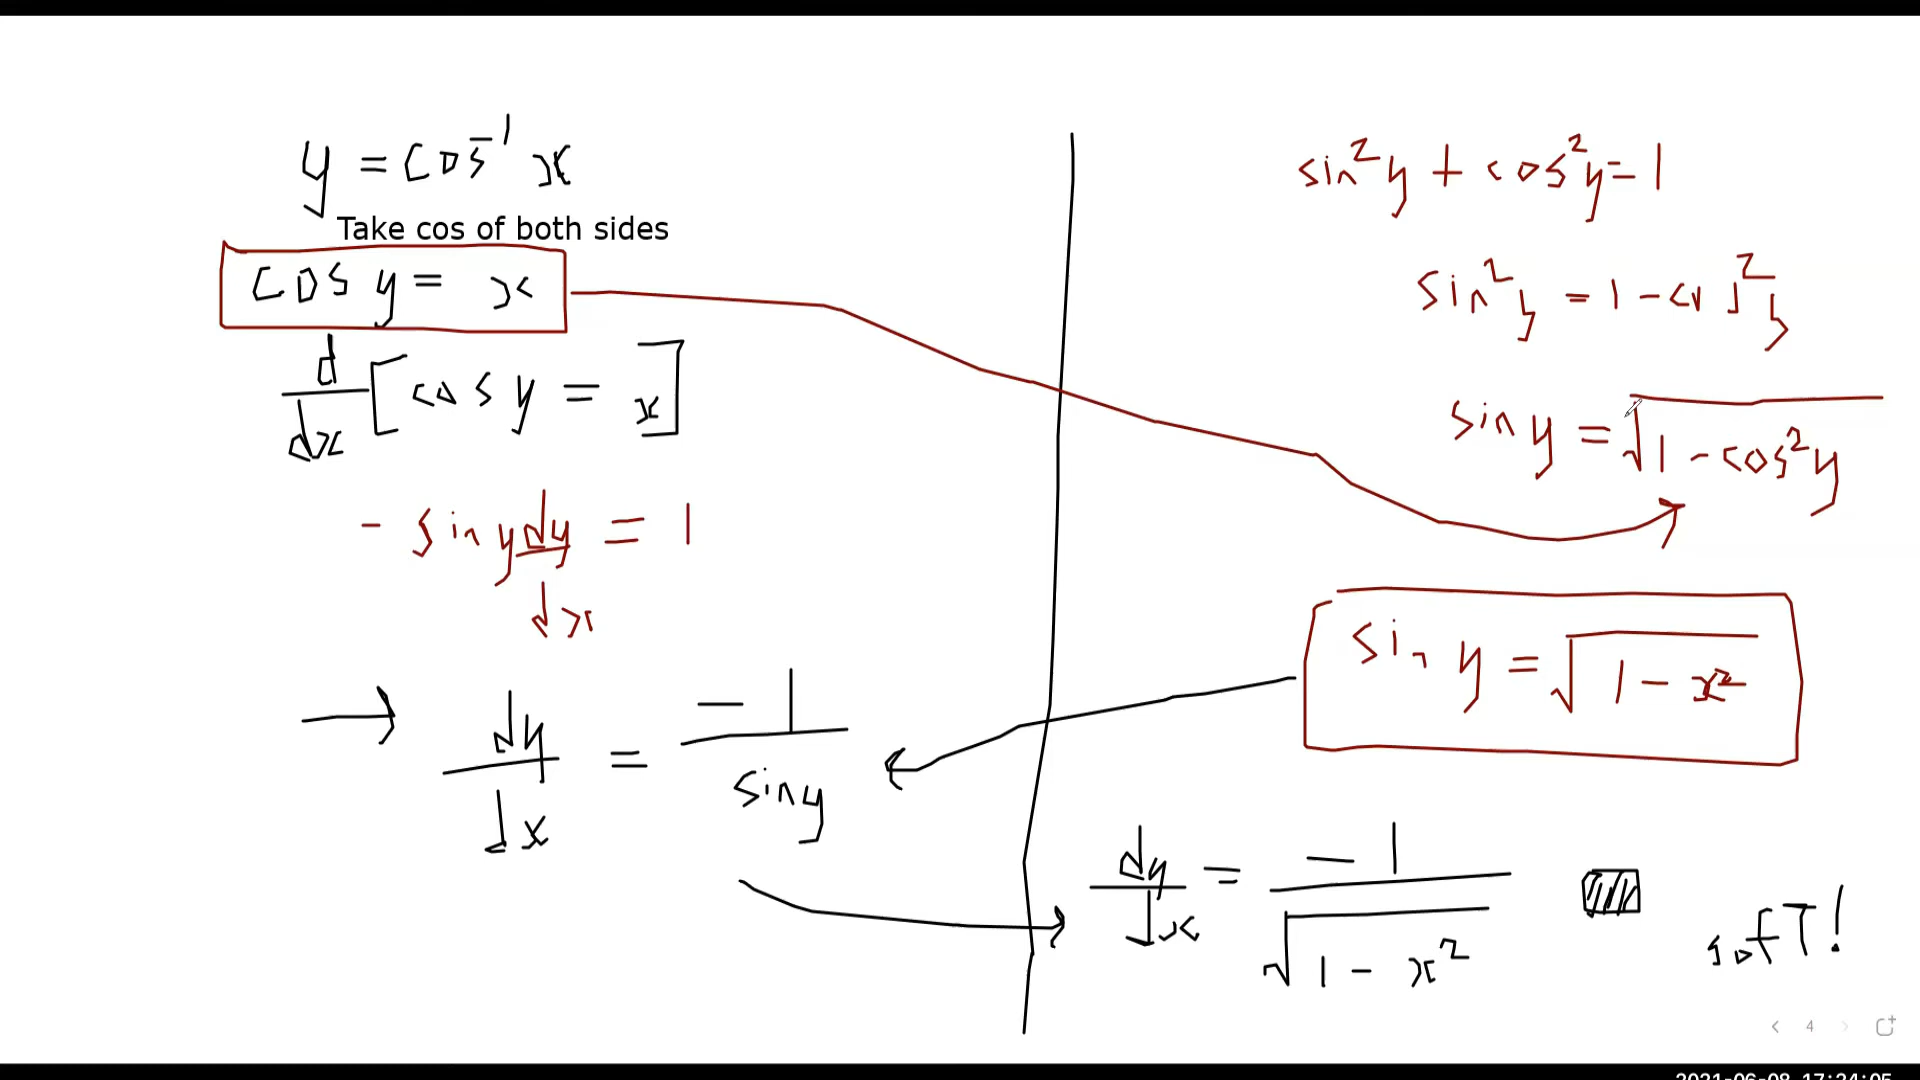 y = cos⁻¹ x
Take cos of both sides
cos y = x
d/dx [cos y = x]
- sin y dy/dx = 1
→ dy/dx = -1/sin y
sin²y + cos²y = 1
sin²y = 1 - cos²y
sin y = √(1 - cos²y)
sin y = √(1 - x²)
dy/dx = -1/√(1 - x²)
sofT!
4